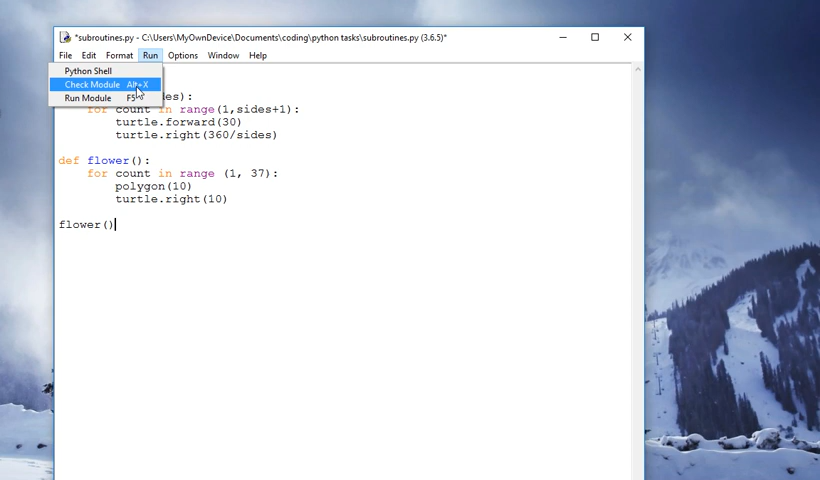 *subroutines.py - C:\Users\MyOwnDevice\Documents\coding\python tasks\subroutines.py (3.6.5)*
File Edit Format Run Options Window Help
Python Shell
Check Module Alt+X
Run Module F5
des):
for count in range(1,sides+1):
turtle.forward(30)
turtle.right(360/sides)
def flower():
for count in range (1, 37):
polygon(10)
turtle.right(10)
flower()